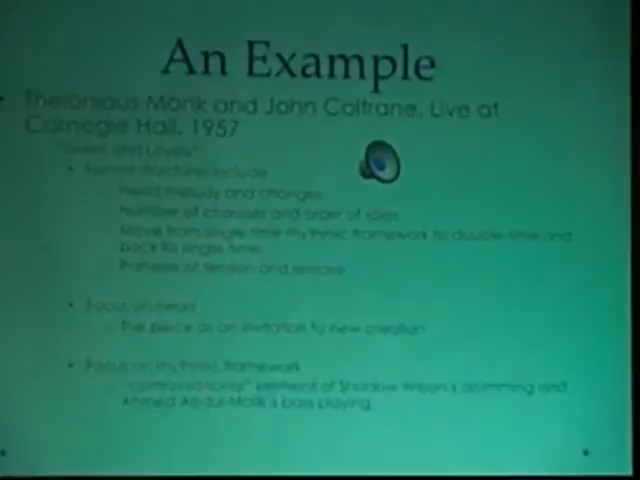 An Example
Thelonious Monk and John Coltrane, Live at
Carnegie Hall, 1957
"Sweet and Lovely"
Formal structures include
Head melody and changes
Number of choruses and order of solos
Move from single time rhythmic framework to double time and
back to single time
Patterns of tension and release
Focus on head
The piece as an invitation to new creation
Focus on rhythmic framework
"compositional" element of Shadow Wilson's drumming and
Ahmed Abdul-Malik's bass playing